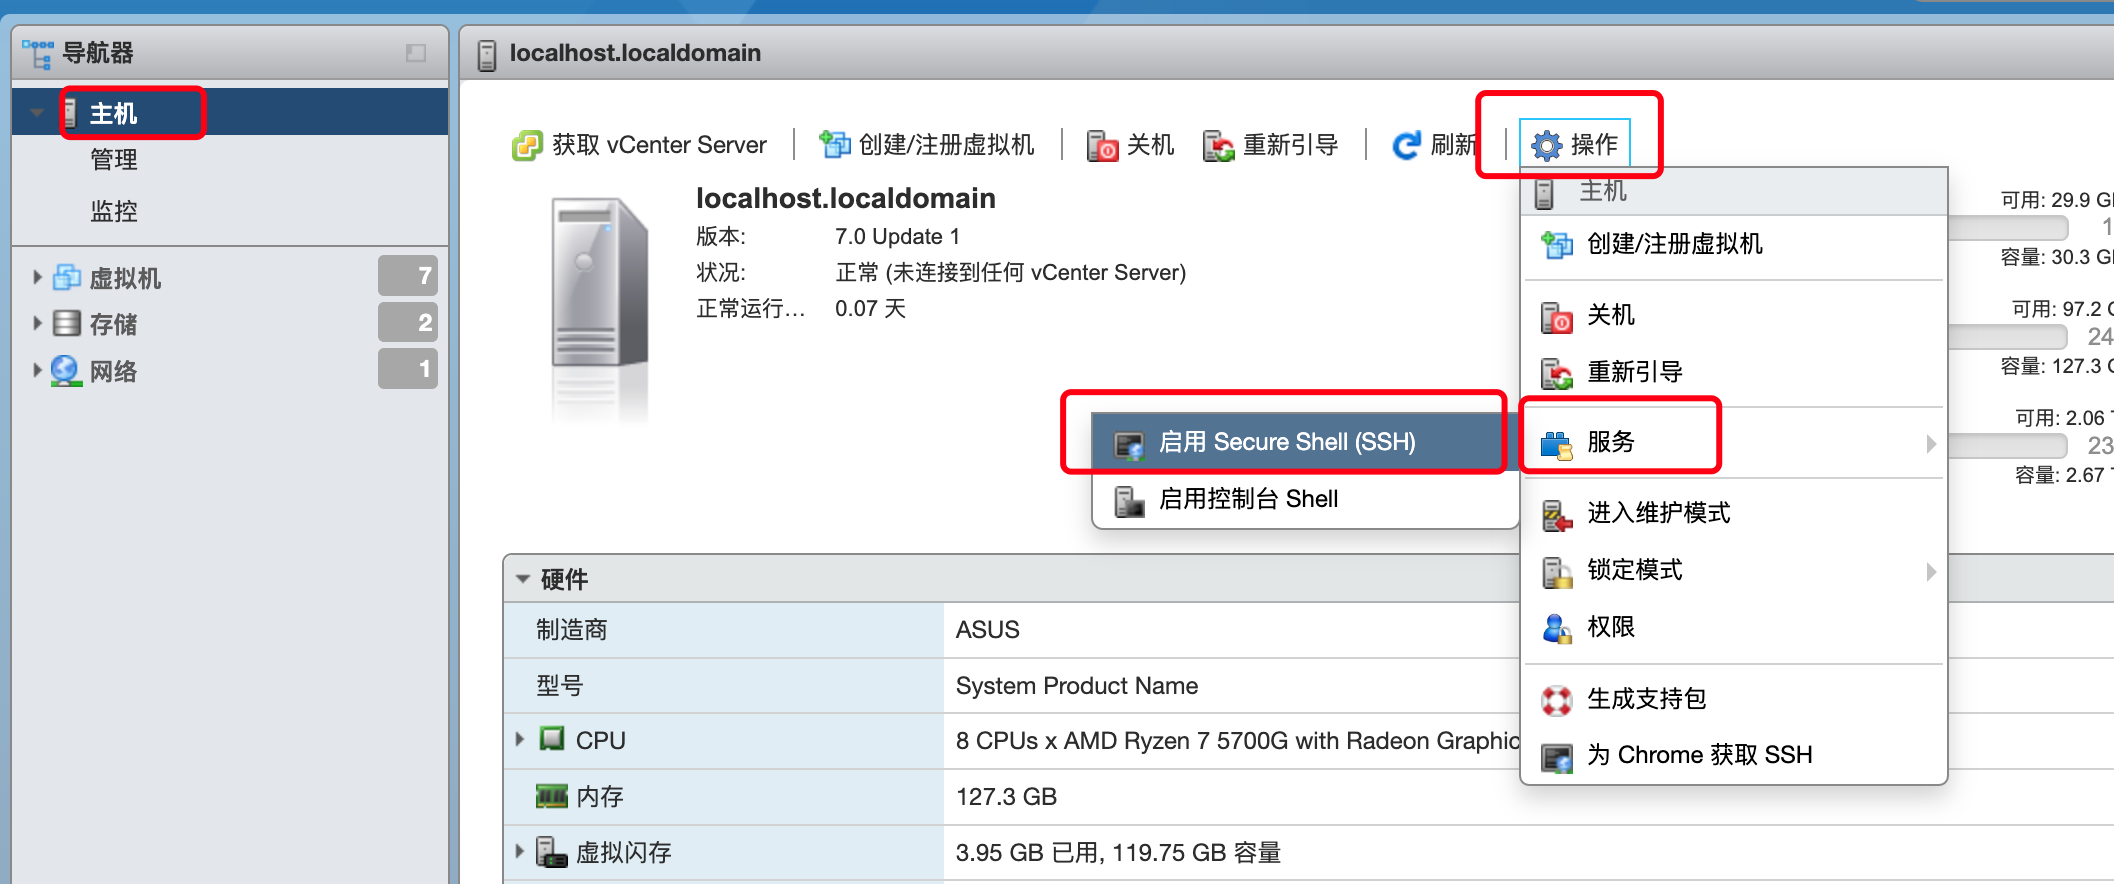 导航器
主机
管理
监控
虚拟机 7
存储 2
网络 1
localhost.localdomain
获取 vCenter Server
创建/注册虚拟机
关机
重新引导
刷新
操作
localhost.localdomain
版本: 7.0 Update 1
状况: 正常 (未连接到任何 vCenter Server)
正常运行... 0.07 天
主机
创建/注册虚拟机
关机
重新引导
服务
进入维护模式
锁定模式
权限
生成支持包
为 Chrome 获取 SSH
启用 Secure Shell (SSH)
启用控制台 Shell
可用: 29.9 G
1
容量: 30.3 G
可用: 97.2
24
容量: 127.3
可用: 2.06
23
容量: 2.67
硬件
制造商 ASUS
型号 System Product Name
CPU 8 CPUs x AMD Ryzen 7 5700G with Radeon Graphic
内存 127.3 GB
虚拟闪存 3.95 GB 已用, 119.75 GB 容量